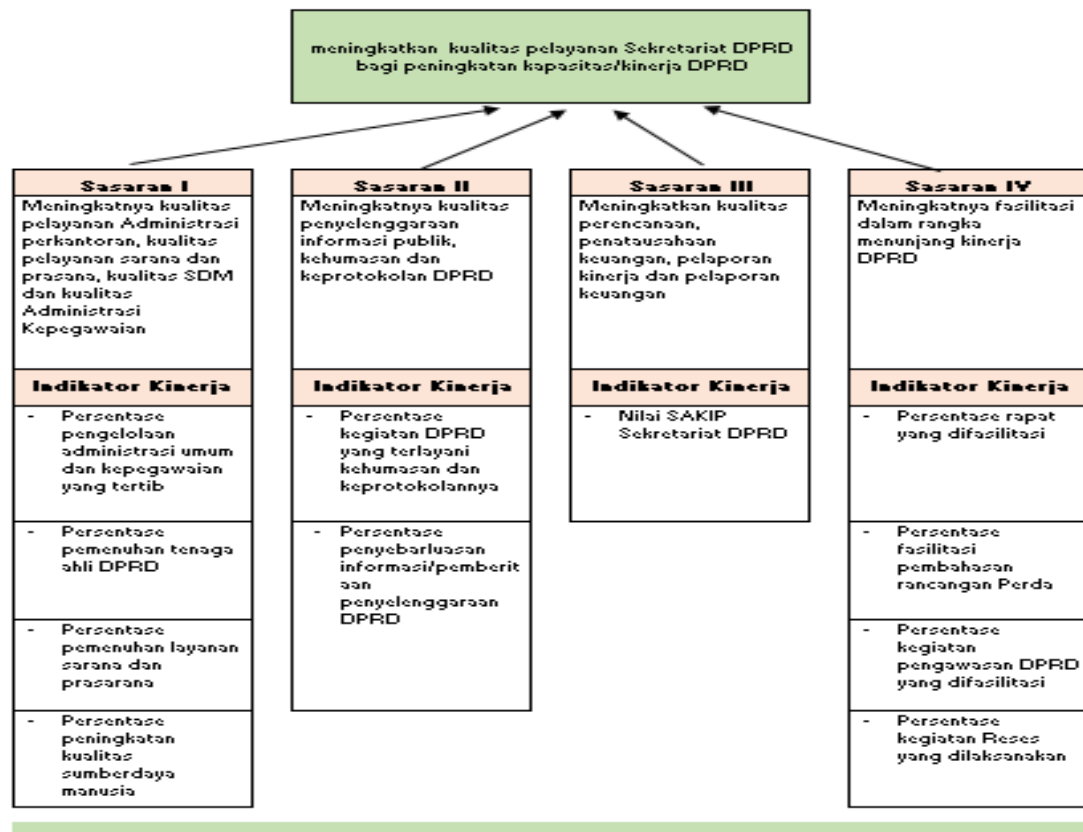 meningkatkan kualitas pelayanan Sekretariat DPRD
bagi peningkatan kapasitas/kinerja DPRD
Sasaran I
Meningkatnya kualitas
pelayanan Administrasi
perkantoran, kualitas
pelayanan sarana dan
prasana, kualitas SDM
dan kualitas
Administrasi
Kepegawaian
Indikator Kinerja
- Persentase
pengelolaan
administrasi umum
dan kepegawaian
yang tertib
- Persentase
pemenuhan tenaga
ahli DPRD
- Persentase
pemenuhan layanan
sarana dan
prasarana
- Persentase
peningkatan
kualitas
sumberdaya
manusia
Sasaran II
Meningkatnya kualitas
penyelenggaraan
informasi publik,
kehumasan dan
keprotokolan DPRD
Indikator Kinerja
- Persentase
kegiatan DPRD
yang terlayani
kehumasan dan
keprotokolannya
- Persentase
penyebarluasan
informasi/pemberit
aan
penyelenggaraan
DPRD
Sasaran III
Meningkatkan kualitas
perencanaan,
penatausahaan
keuangan, pelaporan
kinerja dan pelaporan
keuangan
Indikator Kinerja
- Nilai SAKIP
Sekretariat DPRD
Sasaran IV
Meningkatnya fasilitasi
dalam rangka
menunjang kinerja
DPRD
Indikator Kinerja
- Persentase rapat
yang difasilitasi
- Persentase
fasilitasi
pembahasan
rancangan Perda
- Persentase
kegiatan
pengawasan DPRD
yang difasilitasi
- Persentase
kegiatan Reses
yang dilaksanakan